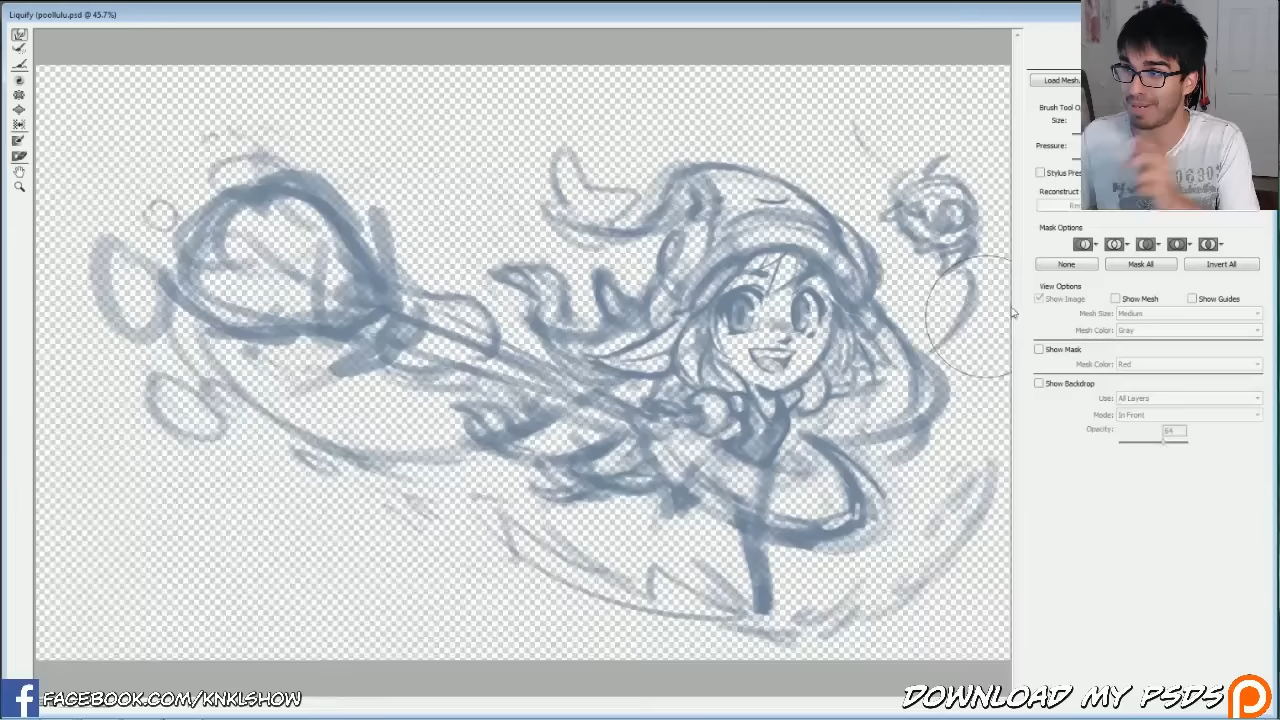 Liquify (poollulu.psd @ 45.7%)
Load Mesh
Brush Tool
Size:
Pressure:
Stylus
Reconstruct
Mask Options
None
Mask All
Invert All
View Options
Show Image
Show Mesh
Show Guides
Mesh Size:
Medium
Mesh Color:
Gray
Show Mask
Mask Color:
Red
Show Backdrop
Use:
All Layers
Mode:
In Front
Opacity:
64
FACEBOOK.COM/KNKLSHOW
DOWNLOAD MY PSDS